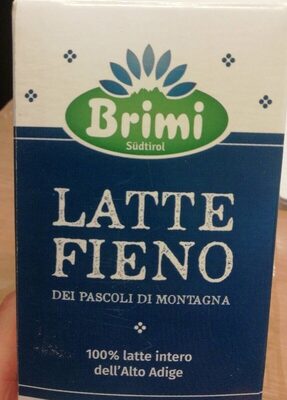 Brimi
Südtirol
LATTE
FIENO
DEI PASCOLI DI MONTAGNA
100% latte intero
dell'Alto Adige